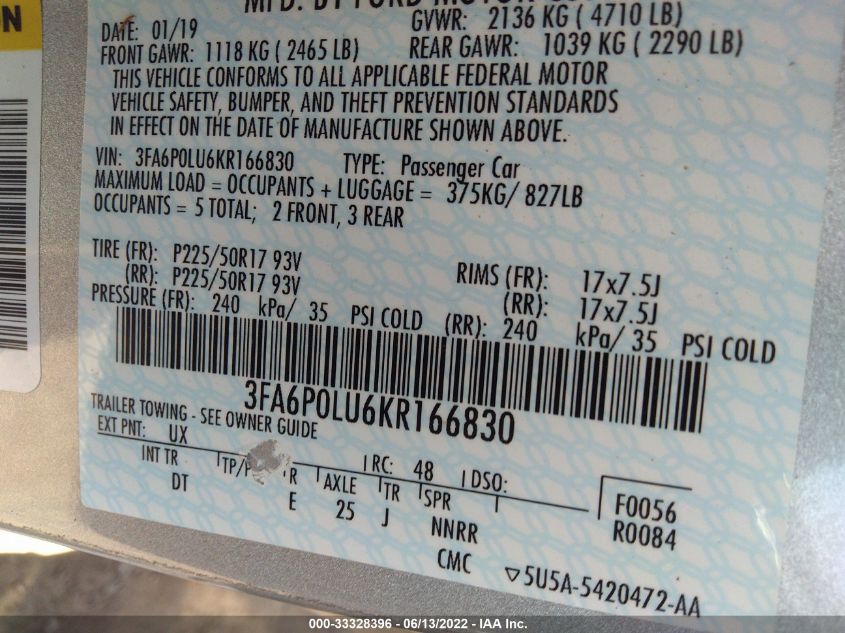 ON
MFD. BY FORD MOTOR
DATE: 01/19 GVWR: 2136 KG ( 4710 LB)
FRONT GAWR: 1118 KG ( 2465 LB) REAR GAWR: 1039 KG ( 2290 LB)
THIS VEHICLE CONFORMS TO ALL APPLICABLE FEDERAL MOTOR
VEHICLE SAFETY, BUMPER, AND THEFT PREVENTION STANDARDS
IN EFFECT ON THE DATE OF MANUFACTURE SHOWN ABOVE.
VIN: 3FA6P0LU6KR166830 TYPE: Passenger Car
MAXIMUM LOAD = OCCUPANTS + LUGGAGE = 375KG/ 827LB
OCCUPANTS = 5 TOTAL; 2 FRONT, 3 REAR
TIRE (FR): P225/50R17 93V RIMS (FR): 17x7.5J
(RR): P225/50R17 93V (RR): 17x7.5J
PRESSURE (FR): 240 kPa/ 35 PSI COLD (RR): 240 kPa/ 35 PSI COLD
3FA6P0LU6KR166830
TRAILER TOWING - SEE OWNER GUIDE
EXT PNT: UX RC: 48 DSO:
INT TR TP/P R AXLE TR SPR F0056
DT E 25 J NNRR R0084
CMC ▽5U5A-5420472-AA
000-33328396 - 06/13/2022 - IAA Inc.